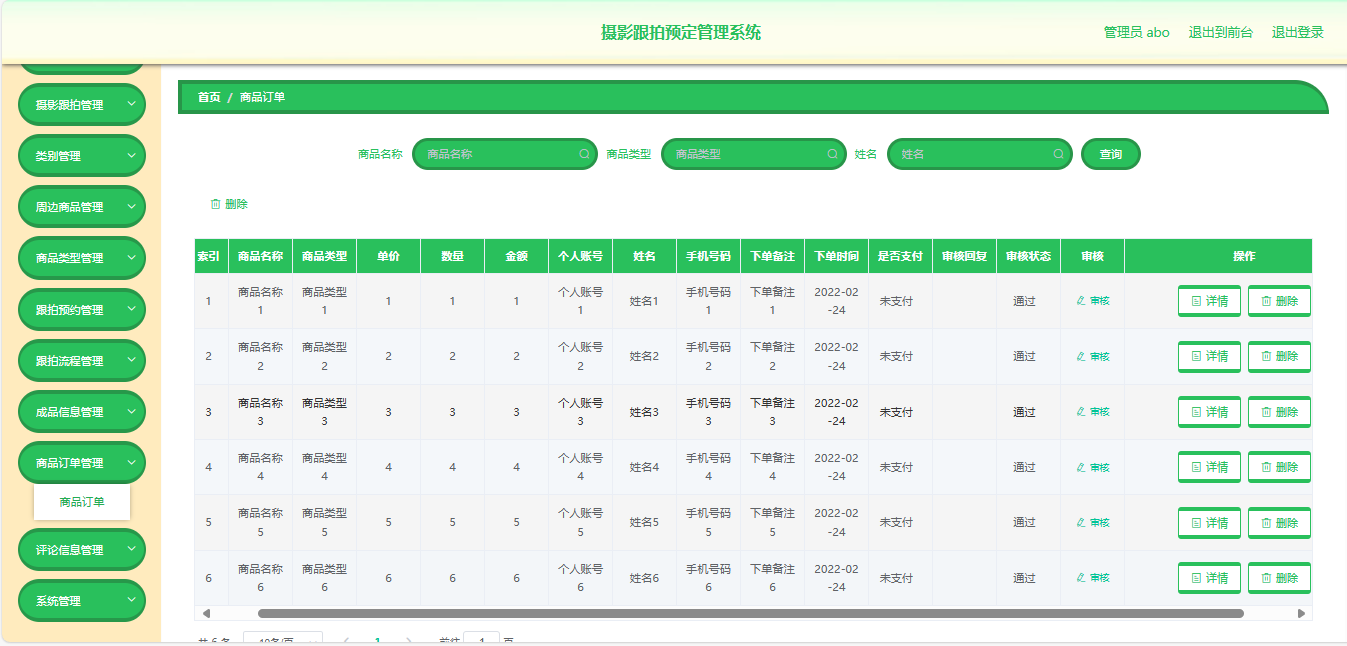 摄影跟拍预定管理系统
管理员 abo 退出到前台 退出登录
摄影跟拍管理
类别管理
周边商品管理
商品类型管理
跟拍预约管理
跟拍流程管理
成品信息管理
商品订单管理
商品订单
评论信息管理
系统管理
首页 / 商品订单
商品名称 商品名称 商品类型 商品类型 姓名 姓名 查询
删除
索引 商品名称 商品类型 单价 数量 金额 个人账号 姓名 手机号码 下单备注 下单时间 是否支付 审核回复 审核状态 审核 操作
1 商品名称1 商品类型1 1 1 1 个人账号1 姓名1 手机号码1 下单备注1 2022-02-24 未支付 通过 审核 详情 删除
2 商品名称2 商品类型2 2 2 2 个人账号2 姓名2 手机号码2 下单备注2 2022-02-24 未支付 通过 审核 详情 删除
3 商品名称3 商品类型3 3 3 3 个人账号3 姓名3 手机号码3 下单备注3 2022-02-24 未支付 通过 审核 详情 删除
4 商品名称4 商品类型4 4 4 4 个人账号4 姓名4 手机号码4 下单备注4 2022-02-24 未支付 通过 审核 详情 删除
5 商品名称5 商品类型5 5 5 5 个人账号5 姓名5 手机号码5 下单备注5 2022-02-24 未支付 通过 审核 详情 删除
6 商品名称6 商品类型6 6 6 6 个人账号6 姓名6 手机号码6 下单备注6 2022-02-24 未支付 通过 审核 详情 删除
共 6 条 10条/页 1 前往 1 页